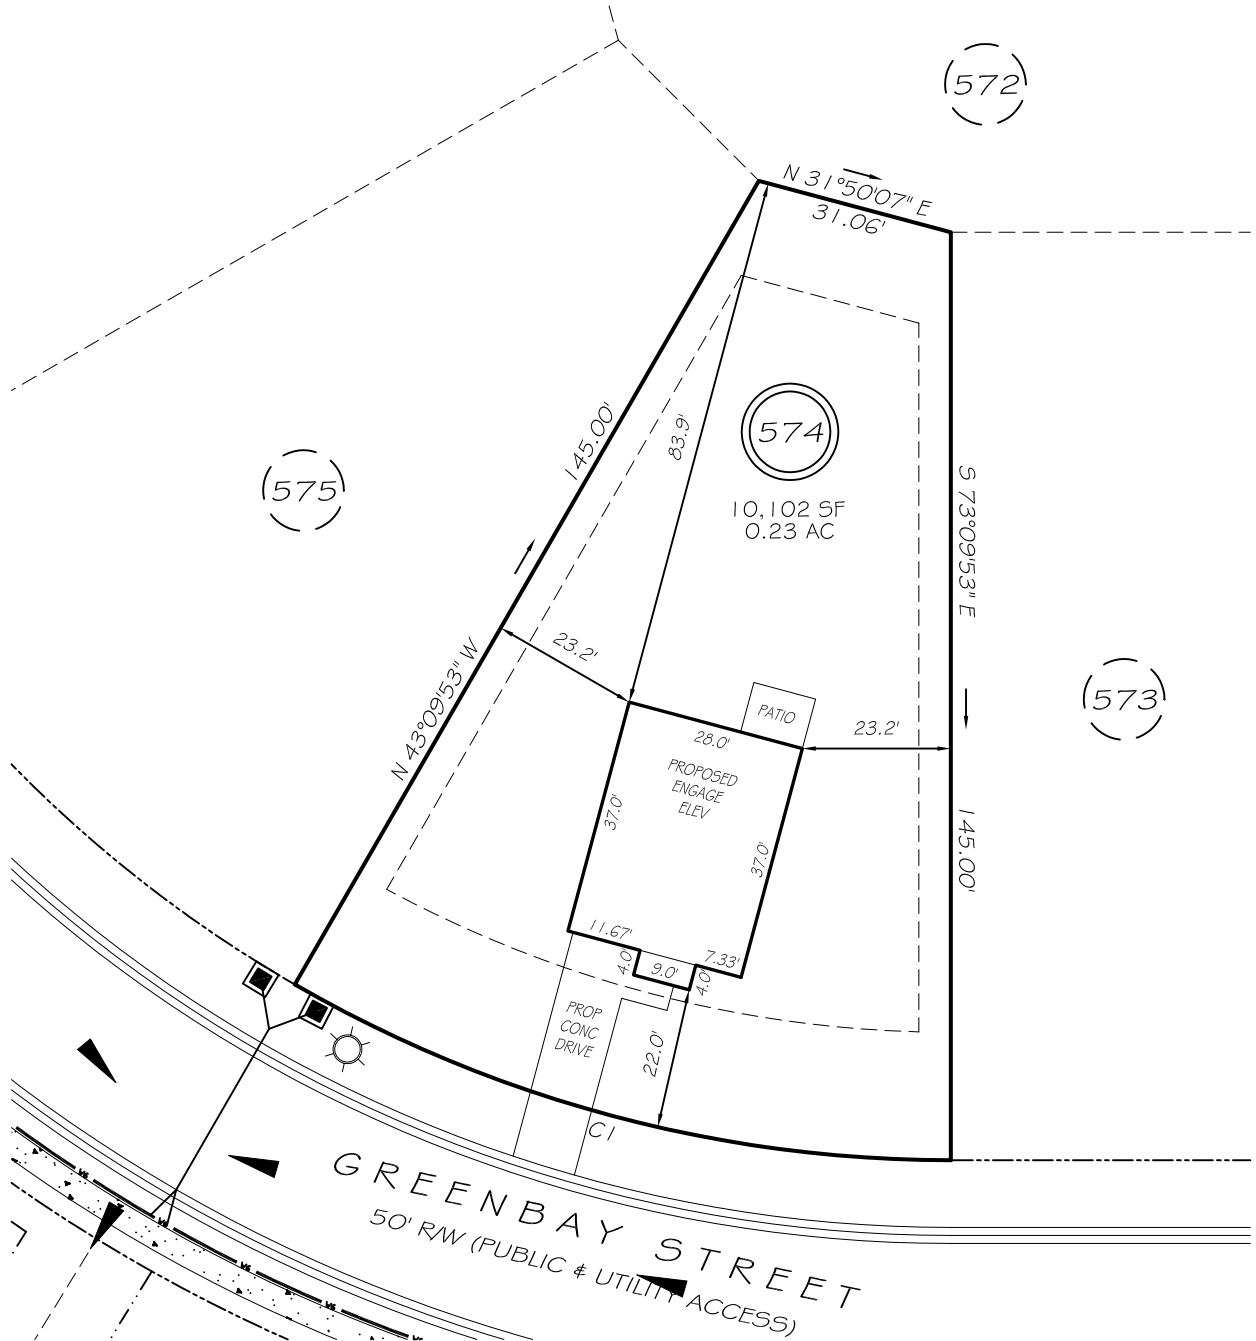 572
N 31°50'07" E
31.06'
145.00'
83.9'
574
10,102 SF
0.23 AC
575
S 73°09'53" E
23.2'
N 43°09'53" W
573
PATIO
23.2'
28.0'
PROPOSED
ENGAGE
ELEV
37.0'
37.0'
145.00'
11.67'
4.0'
9.0'
7.33'
4.0'
PROP
CONC
DRIVE
22.0'
C1
GREENBAY STREET
50' R/W (PUBLIC & UTILITY ACCESS)